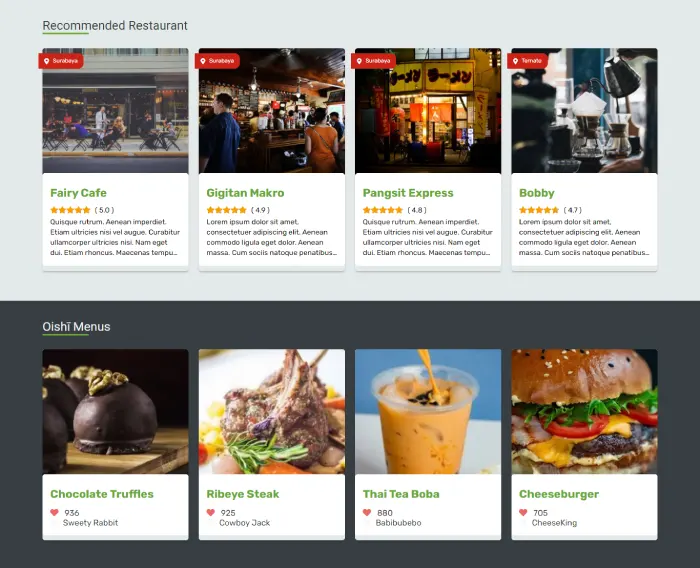 Recommended Restaurant
Surabaya
Surabaya
Surabaya
Ternate
ラーメン
Fairy Cafe
( 5.0 )
Quisque rutrum. Aenean imperdiet.
Etiam ultricies nisi vel augue. Curabitur
ullamcorper ultricies nisi. Nam eget
dui. Etiam rhoncus. Maecenas tempu...
Gigitan Makro
( 4.9 )
Lorem ipsum dolor sit amet,
consectetuer adipiscing elit. Aenean
commodo ligula eget dolor. Aenean
massa. Cum sociis natoque penatibus...
Pangsit Express
( 4.8 )
Quisque rutrum. Aenean imperdiet.
Etiam ultricies nisi vel augue. Curabitur
ullamcorper ultricies nisi. Nam eget
dui. Etiam rhoncus. Maecenas tempu...
Bobby
( 4.7 )
Lorem ipsum dolor sit amet,
consectetuer adipiscing elit. Aenean
commodo ligula eget dolor. Aenean
massa. Cum sociis natoque penatibus...
Oishī Menus
Chocolate Truffles
936
Sweety Rabbit
Ribeye Steak
925
Cowboy Jack
Thai Tea Boba
880
Babibubebo
Cheeseburger
705
CheeseKing